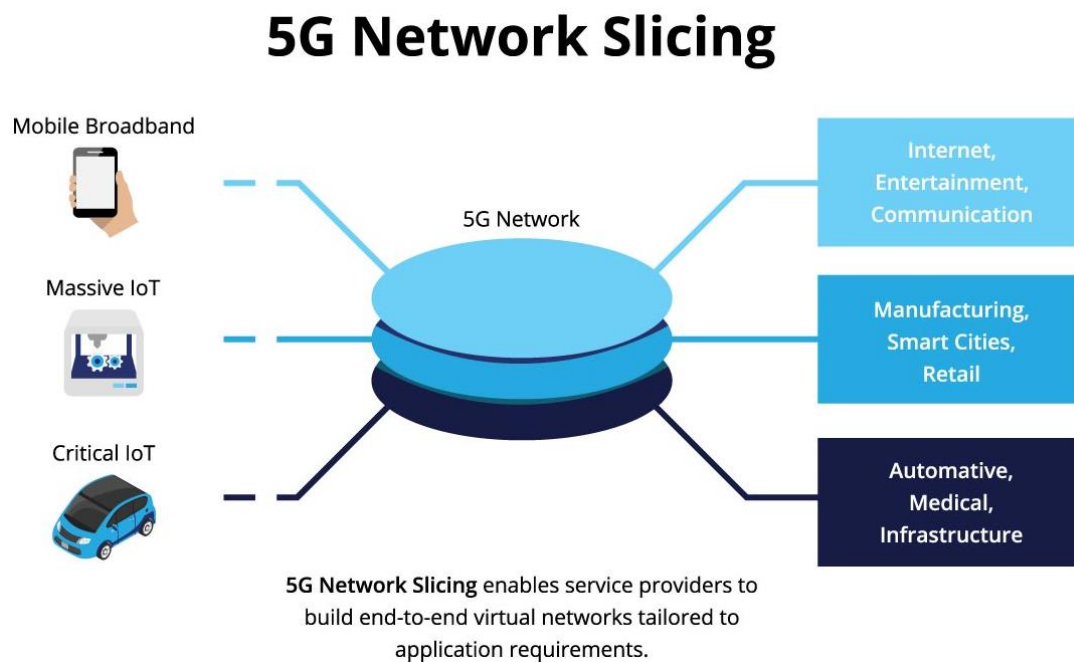 5G Network Slicing
Mobile Broadband
5G Network
Internet,
Entertainment,
Communication
Massive IoT
Manufacturing,
Smart Cities,
Retail
Critical IoT
Automative,
Medical,
Infrastructure
5G Network Slicing enables service providers to
build end-to-end virtual networks tailored to
application requirements.